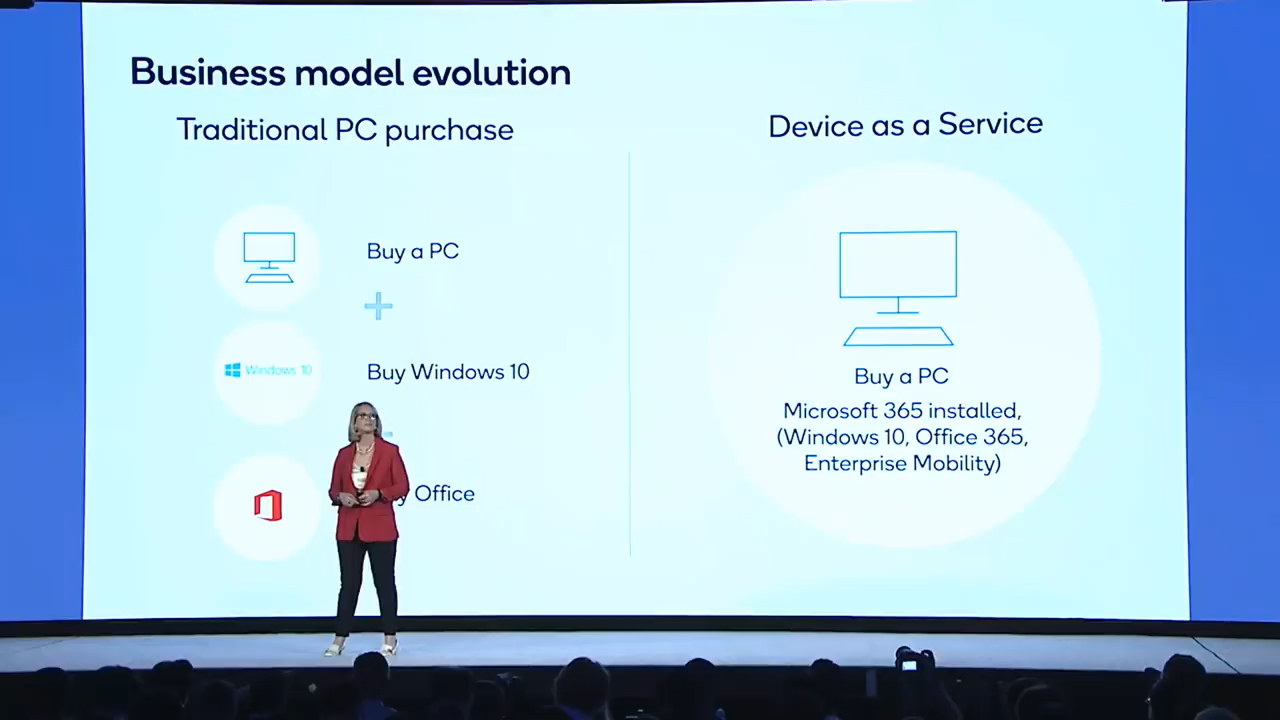 Business model evolution
Traditional PC purchase
Buy a PC
Windows 10
Buy Windows 10
Office
Device as a Service
Buy a PC
Microsoft 365 installed,
(Windows 10, Office 365,
Enterprise Mobility)